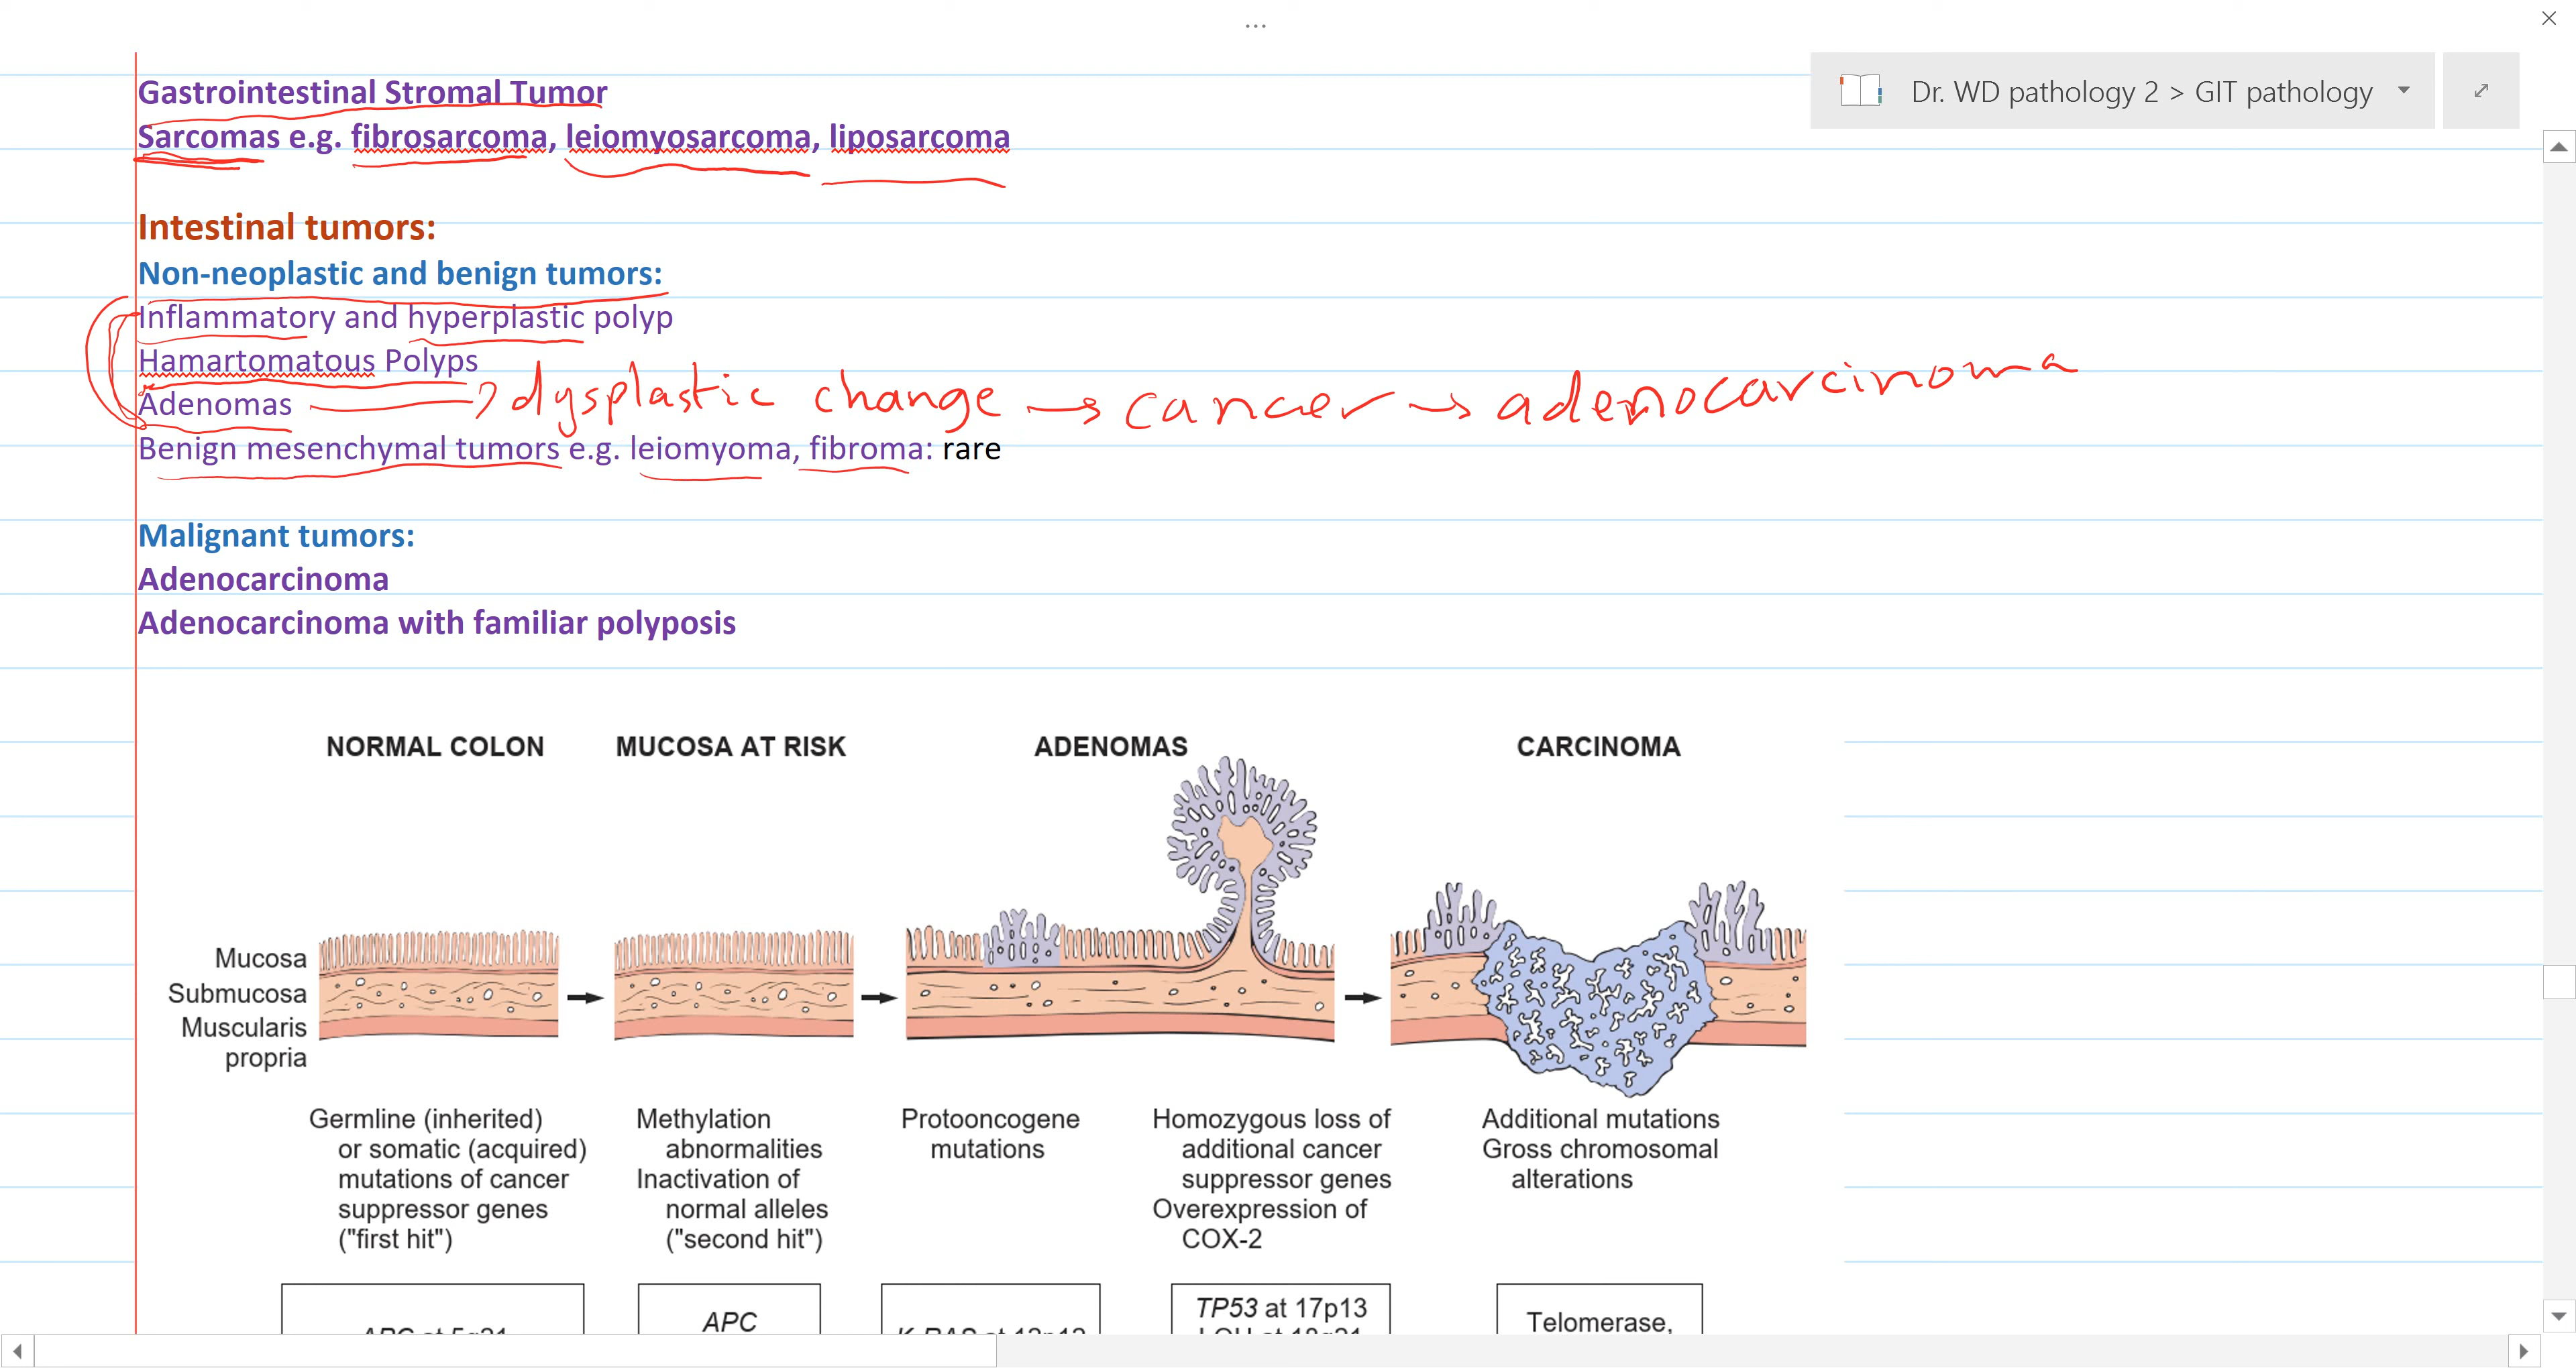 Dr. WD pathology 2 > GIT pathology
Gastrointestinal Stromal Tumor
Sarcomas e.g. fibrosarcoma, leiomyosarcoma, liposarcoma
Intestinal tumors:
Non-neoplastic and benign tumors:
Inflammatory and hyperplastic polyp
Hamartomatous Polyps
Adenomas → dysplastic change → cancer → adenocarcinoma
Benign mesenchymal tumors e.g. leiomyoma, fibroma: rare
Malignant tumors:
Adenocarcinoma
Adenocarcinoma with familiar polyposis
NORMAL COLON
MUCOSA AT RISK
ADENOMAS
CARCINOMA
Mucosa
Submucosa
Muscularis
propria
Germline (inherited)
or somatic (acquired)
mutations of cancer
suppressor genes
("first hit")
Methylation
abnormalities
Inactivation of
normal alleles
("second hit")
Protooncogene
mutations
Homozygous loss of
additional cancer
suppressor genes
Overexpression of
COX-2
Additional mutations
Gross chromosomal
alterations
APC
TP53 at 17p13
Telomerase,